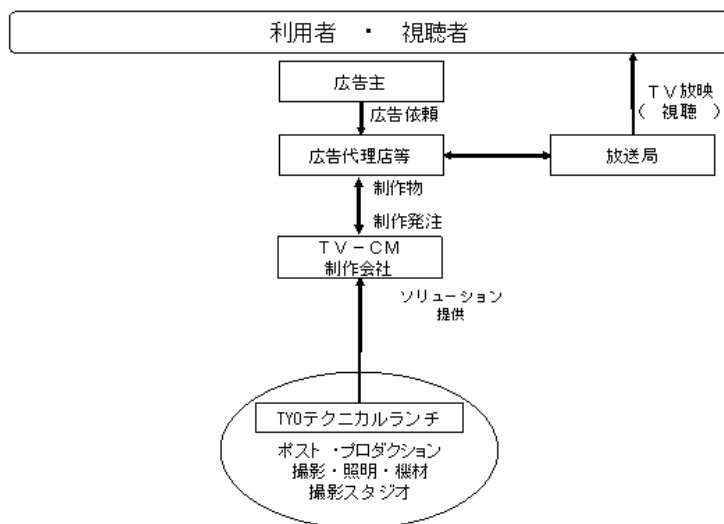 利用者 ・ 視聴者
広告主
広告依頼
TV放映
( 視聴 )
広告代理店等
放送局
制作物
制作発注
TV-CM
制作会社
ソリューション
提供
TYOテクニカルランチ
ポスト・プロダクション
撮影・照明・機材
撮影スタジオ